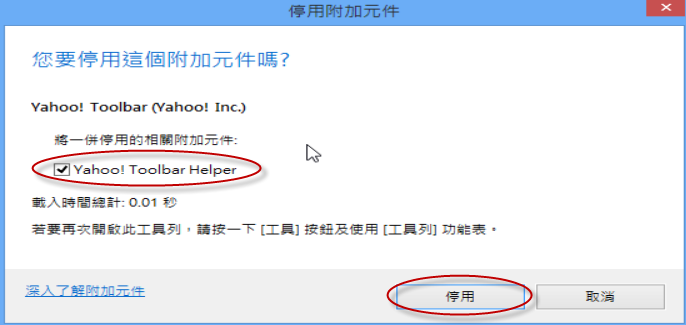 停用附加元件
您要停用這個附加元件嗎?
Yahoo! Toolbar (Yahoo! Inc.)
將一併停用的相關附加元件:
Yahoo! Toolbar Helper
載入時間總計: 0.01 秒
若要再次開啟此工具列，請按一下 [工具] 按鈕及使用 [工具列] 功能表。
深入了解附加元件
停用
取消